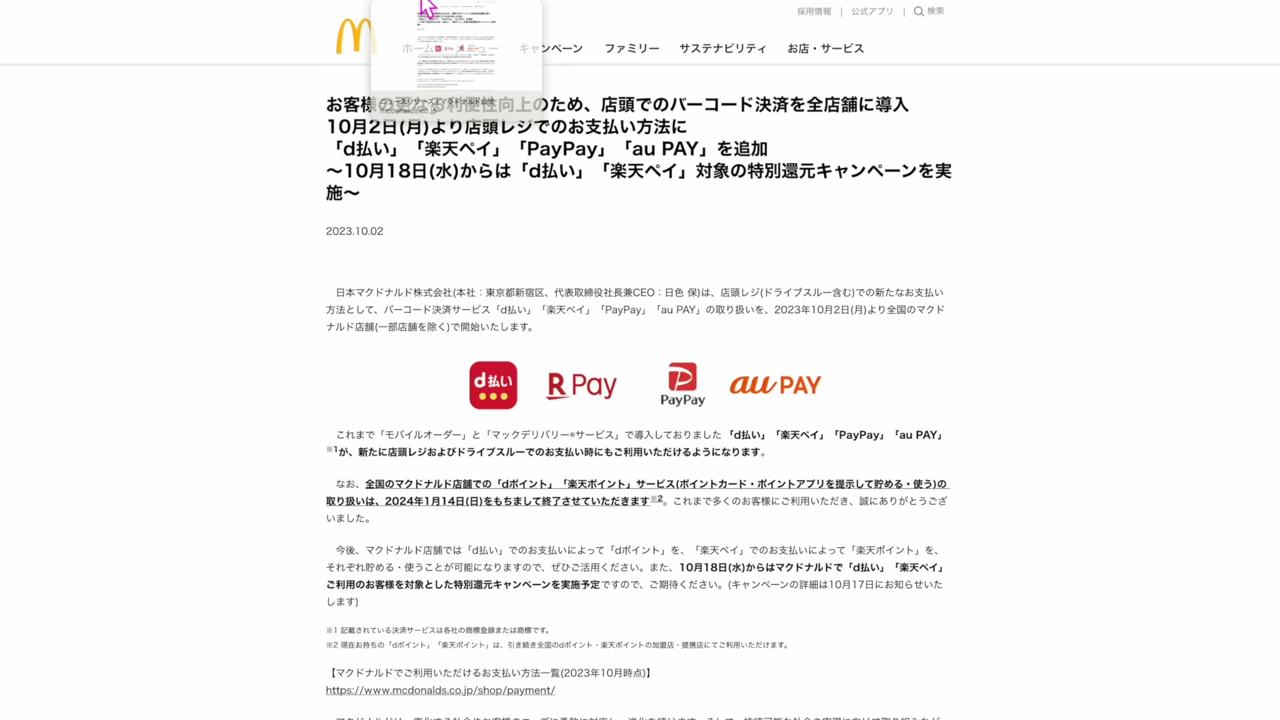 採用情報 | 公式アプリ | 検索
ホーム キャンペーン ファミリー サステナビリティ お店・サービス
ニュースリリース | マクドナルド公式
mcdonalds.co.jp
お客様の更なる利便性向上のため、店頭でのバーコード決済を全店舗に導入
10月2日(月)より店頭レジでのお支払い方法に
「d払い」「楽天ペイ」「PayPay」「au PAY」を追加
～10月18日(水)からは「d払い」「楽天ペイ」対象の特別還元キャンペーンを実
施～
2023.10.02
日本マクドナルド株式会社(本社：東京都新宿区、代表取締役社長兼CEO：日色 保)は、店頭レジ(ドライブスルー含む)での新たなお支払い
方法として、バーコード決済サービス「d払い」「楽天ペイ」「PayPay」「au PAY」の取り扱いを、2023年10月2日(月)より全国のマクド
ナルド店舗(一部店舗を除く)で開始いたします。
d払い R Pay PayPay au PAY
これまで「モバイルオーダー」と「マックデリバリー®サービス」で導入しておりました「d払い」「楽天ペイ」「PayPay」「au PAY」
※1が、新たに店頭レジおよびドライブスルーでのお支払い時にもご利用いただけるようになります。
なお、全国のマクドナルド店舗での「dポイント」「楽天ポイント」サービス(ポイントカード・ポイントアプリを提示して貯める・使う)の
取り扱いは、2024年1月14日(日)をもちまして終了させていただきます※2。これまで多くのお客様にご利用いただき、誠にありがとうござ
いました。
今後、マクドナルド店舗では「d払い」でのお支払いによって「dポイント」を、「楽天ペイ」でのお支払いによって「楽天ポイント」を、
それぞれ貯める・使うことが可能になりますので、ぜひご活用ください。また、10月18日(水)からはマクドナルドで「d払い」「楽天ペイ」
ご利用のお客様を対象とした特別還元キャンペーンを実施予定ですので、ご期待ください。(キャンペーンの詳細は10月17日にお知らせいた
します)
※1 記載されている決済サービスは各社の商標登録または商標です。
※2 現在お持ちの「dポイント」「楽天ポイント」は、引き続き全国のdポイント・楽天ポイントの加盟店・提携店にてご利用いただけます。
【マクドナルドでご利用いただけるお支払い方法一覧(2023年10月時点)】
https://www.mcdonalds.co.jp/shop/payment/